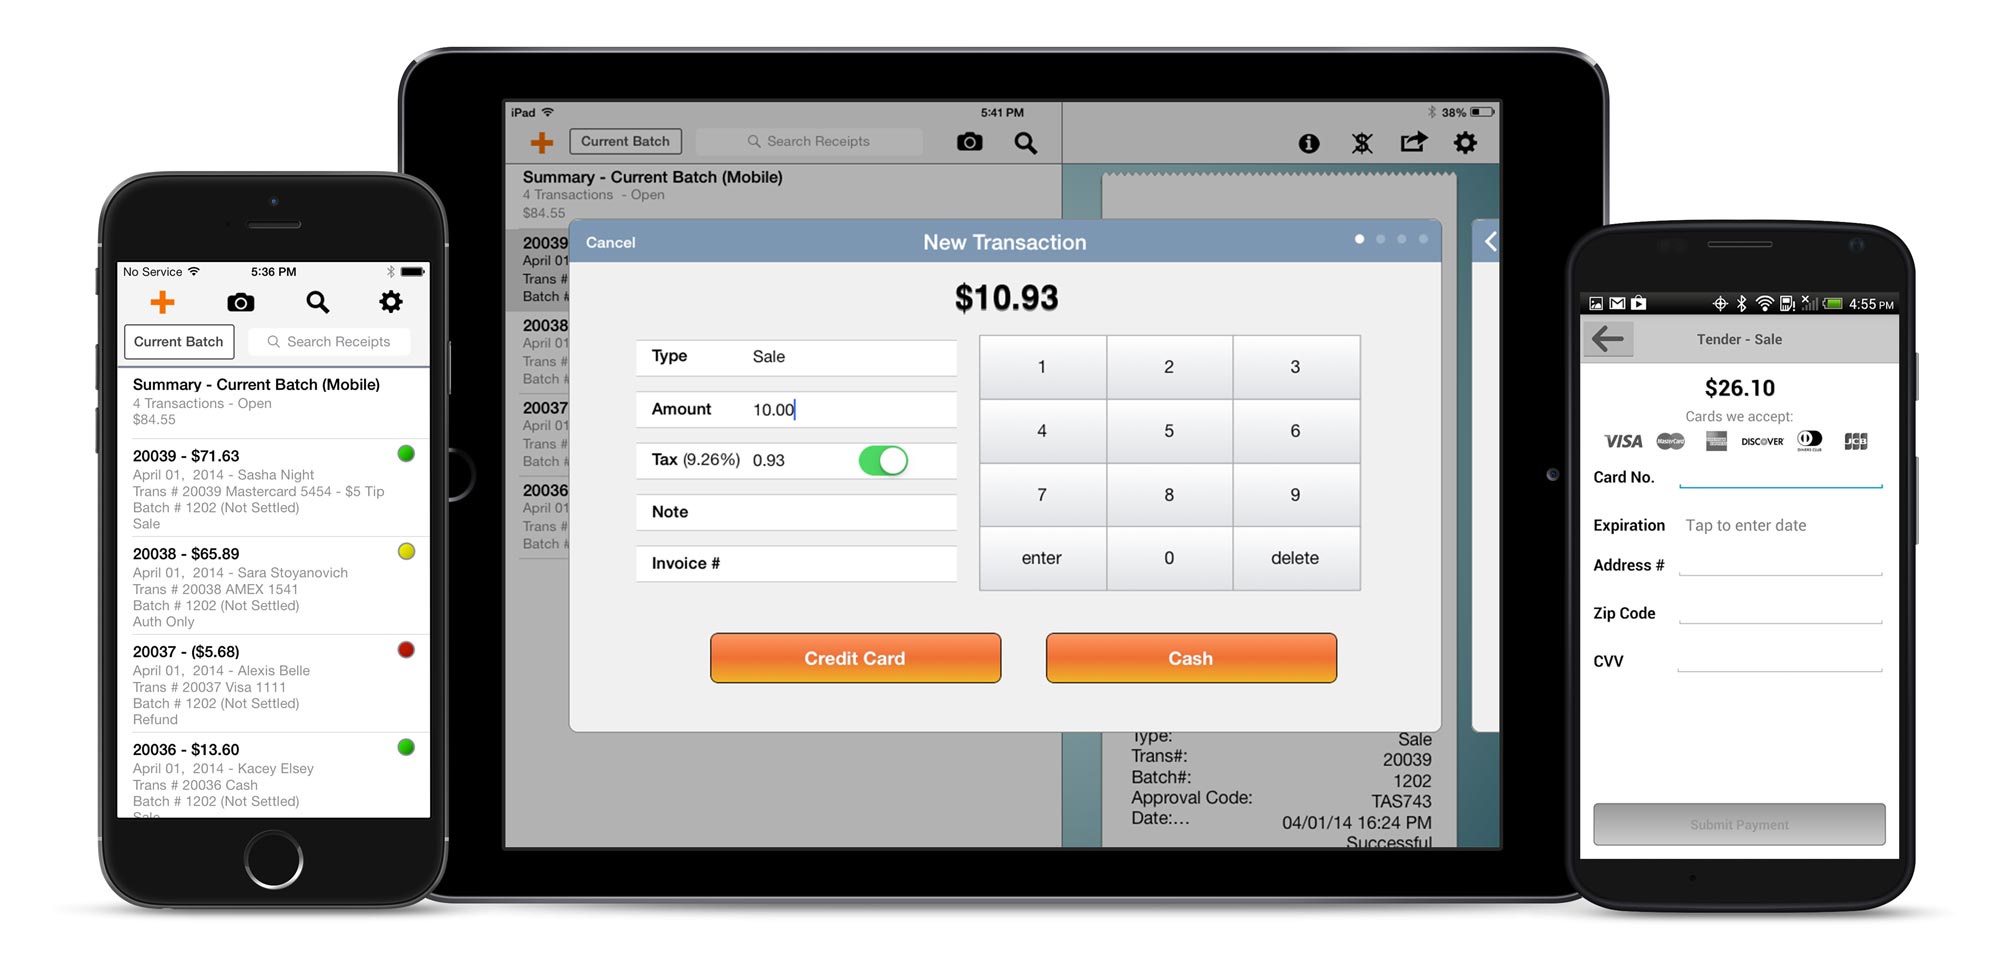 No Service
5:36 PM
Current Batch
Search Receipts
Summary - Current Batch (Mobile)
4 Transactions - Open
$84.55
20039 - $71.63
April 01, 2014 - Sasha Night
Trans # 20039 Mastercard 5454 - $5 Tip
Batch # 1202 (Not Settled)
Sale
20038 - $65.89
April 01, 2014 - Sara Stoyanovich
Trans # 20038 AMEX 1541
Batch # 1202 (Not Settled)
Auth Only
20037 - ($5.68)
April 01, 2014 - Alexis Belle
Trans # 20037 Visa 1111
Batch # 1202 (Not Settled)
Refund
20036 - $13.60
April 01, 2014 - Kacey Elsey
Trans # 20036 Cash
Batch # 1202 (Not Settled)
Sale
iPad
5:41 PM
38%
Current Batch
Search Receipts
Summary - Current Batch (Mobile)
4 Transactions - Open
$84.55
20039
April 01
Trans #
Batch #
20038
April 01
Trans #
Batch #
20037
April 01
Trans #
Batch #
20036
April 01
Trans #
Batch #
Cancel
New Transaction
$10.93
Type Sale
Amount 10.00
Tax (9.26%) 0.93
Note
Invoice #
1 2 3
4 5 6
7 8 9
enter 0 delete
Credit Card
Cash
Type: Sale
Trans#: 20039
Batch#: 1202
Approval Code: TAS743
Date:... 04/01/14 16:24 PM
Successful
4:55 PM
Tender - Sale
$26.10
Cards we accept:
VISA MasterCard DISCOVER DINERS CLUB JCB
Card No.
Expiration Tap to enter date
Address #
Zip Code
CVV
Submit Payment